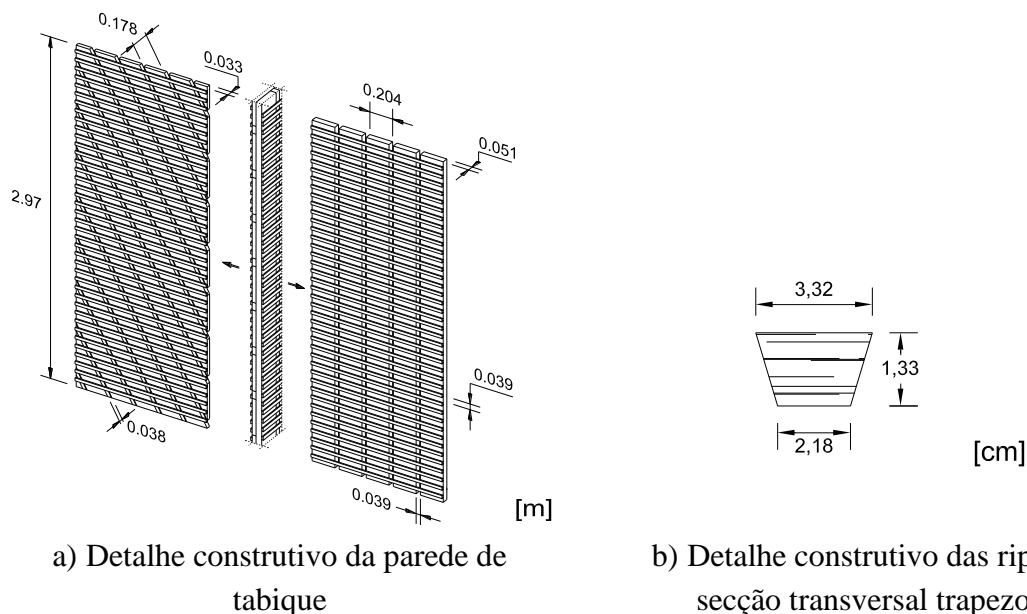 0.178
0.033
0.204
0.051
2.97
0.039
0.038
0.039
[m]
3,32
1,33
2,18
[cm]
a) Detalhe construtivo da parede de
tabique
b) Detalhe construtivo das rip
secção transversal trapezo